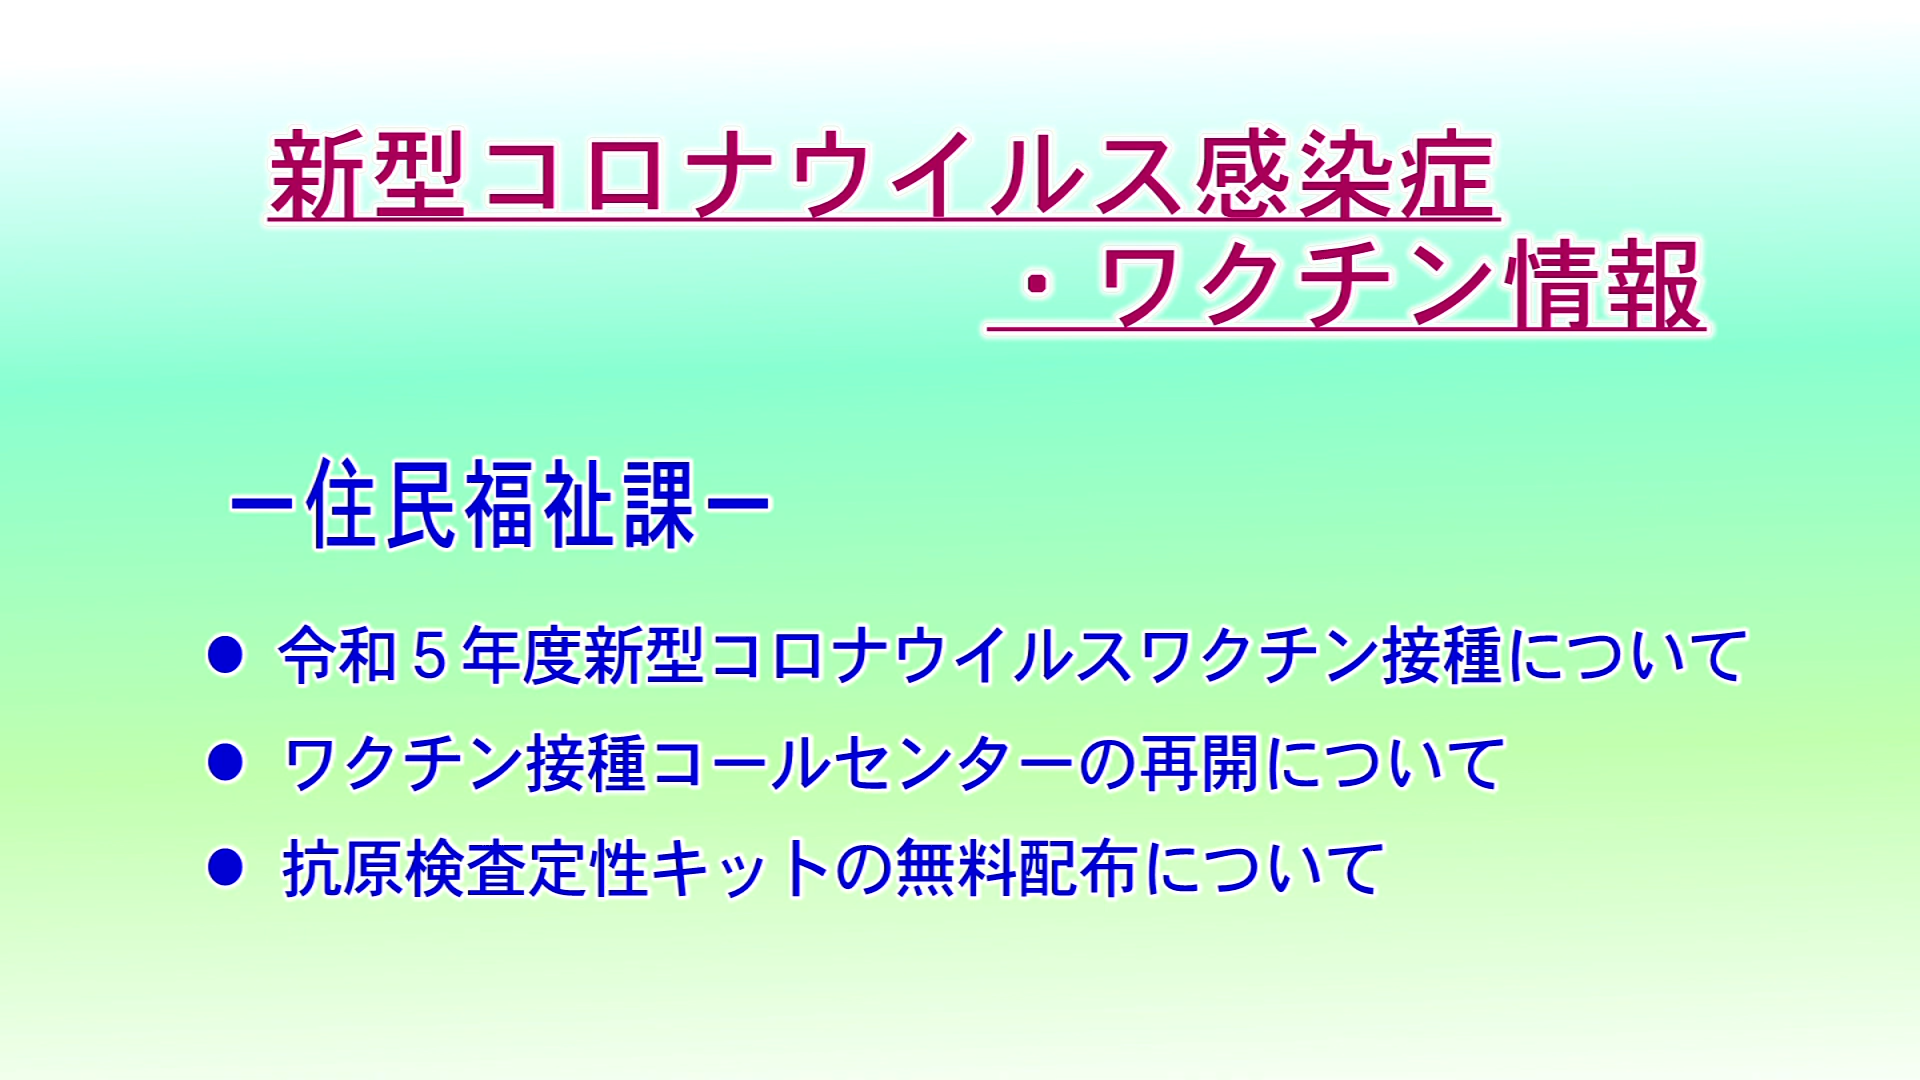 新型コロナウイルス感染症
・ワクチン情報
ー住民福祉課ー
● 令和５年度新型コロナウイルスワクチン接種について
● ワクチン接種コールセンターの再開について
● 抗原検査定性キットの無料配布について